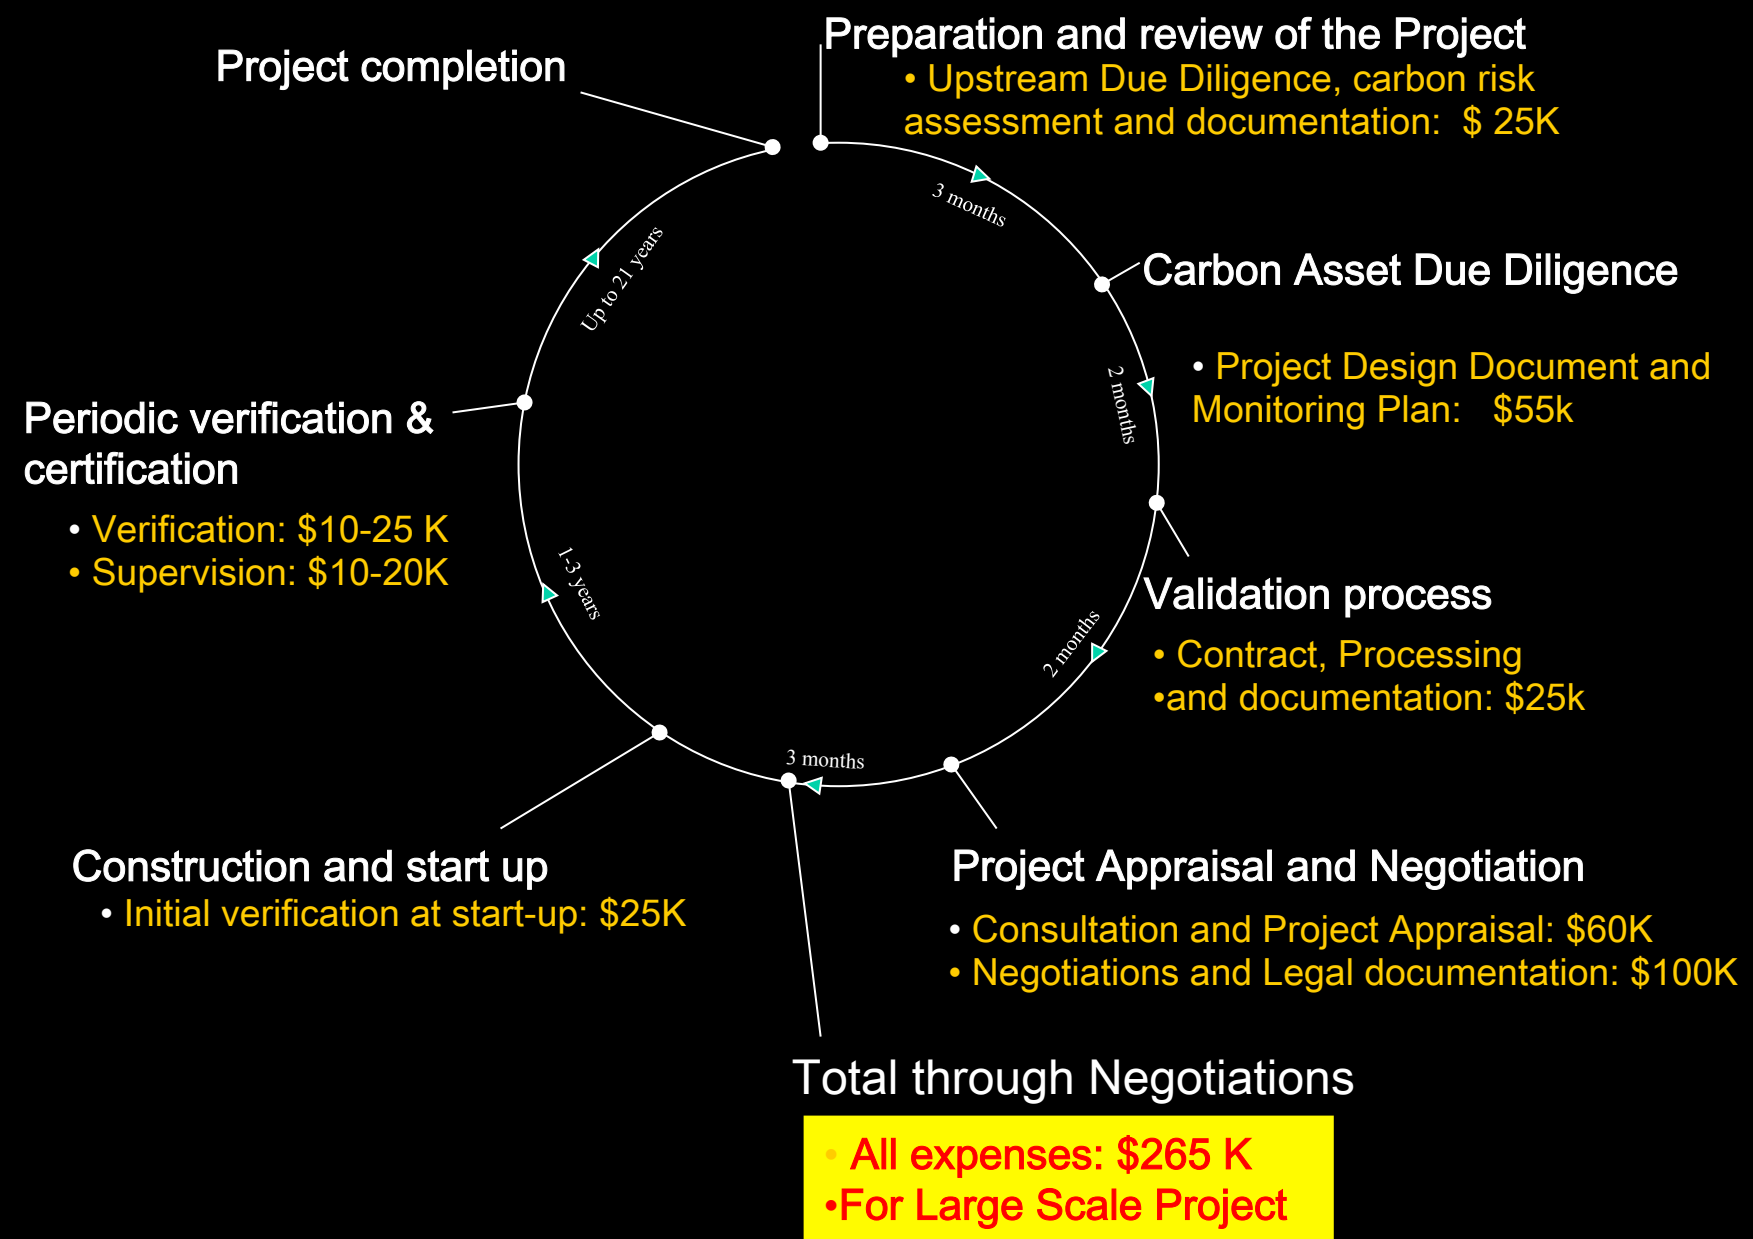 Project completion
Preparation and review of the Project
• Upstream Due Diligence, carbon risk
assessment and documentation:  $ 25K
3 months
Carbon Asset Due Diligence
• Project Design Document and
Monitoring Plan:   $55k
2 months
Validation process
• Contract, Processing
•and documentation: $25k
2 months
Project Appraisal and Negotiation
• Consultation and Project Appraisal: $60K
• Negotiations and Legal documentation: $100K
3 months
Total through Negotiations
• All expenses: $265 K
•For Large Scale Project
Construction and start up
• Initial verification at start-up: $25K
1-3 years
Periodic verification &
certification
• Verification: $10-25 K
• Supervision: $10-20K
Up to 21 years